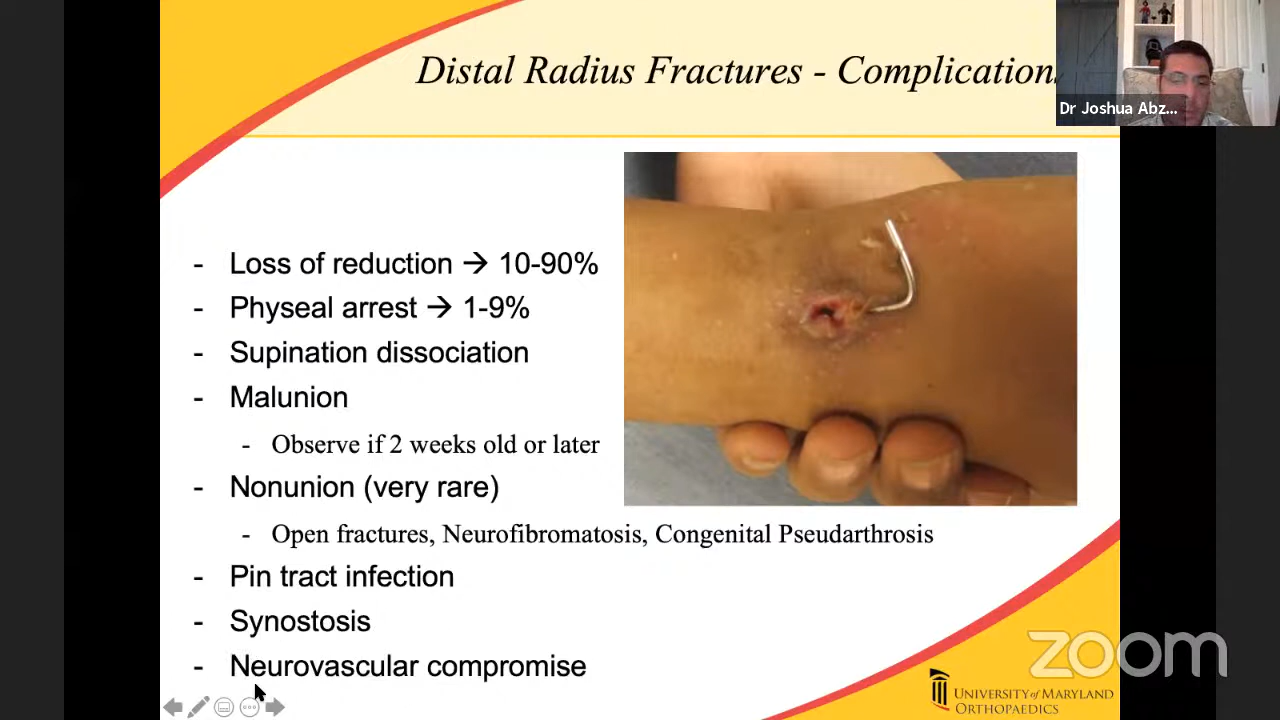 Distal Radius Fractures - Complication
Dr Joshua Abz...
- Loss of reduction → 10-90%
- Physeal arrest → 1-9%
- Supination dissociation
- Malunion
- Observe if 2 weeks old or later
- Nonunion (very rare)
- Open fractures, Neurofibromatosis, Congenital Pseudarthrosis
- Pin tract infection
- Synostosis
- Neurovascular compromise
zoom
UNIVERSITY of MARYLAND
ORTHOPAEDICS